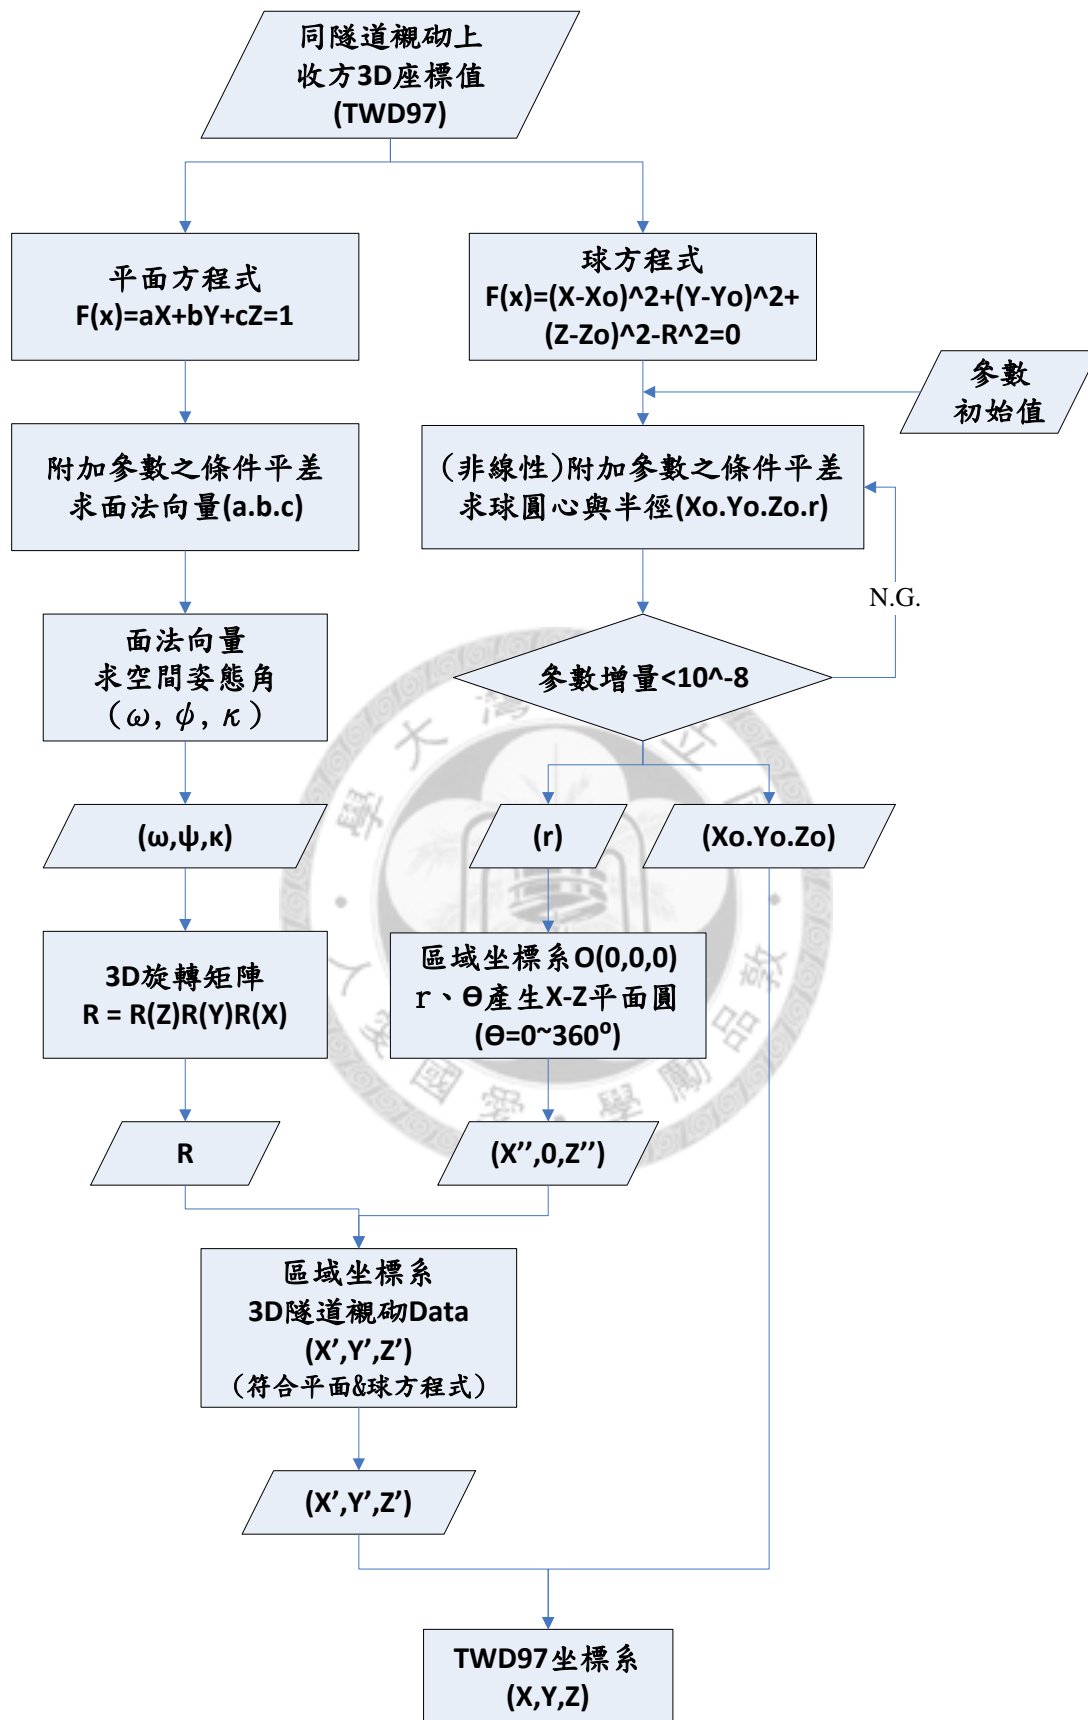 同隧道襯砌上
收方3D座標值
(TWD97)
平面方程式
F(x)=aX+bY+cZ=1
球方程式
F(x)=(X-Xo)^2+(Y-Yo)^2+
(Z-Zo)^2-R^2=0
參數
初始值
附加參數之條件平差
求面法向量(a.b.c)
(非線性)附加參數之條件平差
求球圓心與半徑(Xo.Yo.Zo.r)
N.G.
面法向量
求空間姿態角
(ω, ϕ, κ)
參數增量<10^-8
(ω,ψ,κ)
(r)
(Xo.Yo.Zo)
3D旋轉矩陣
R = R(Z)R(Y)R(X)
區域坐標系O(0,0,0)
r、Θ產生X-Z平面圓
(Θ=0~360⁰)
R
(X’’,0,Z’’)
區域坐標系
3D隧道襯砌Data
(X’,Y’,Z’)
(符合平面&球方程式)
(X’,Y’,Z’)
TWD97坐標系
(X,Y,Z)